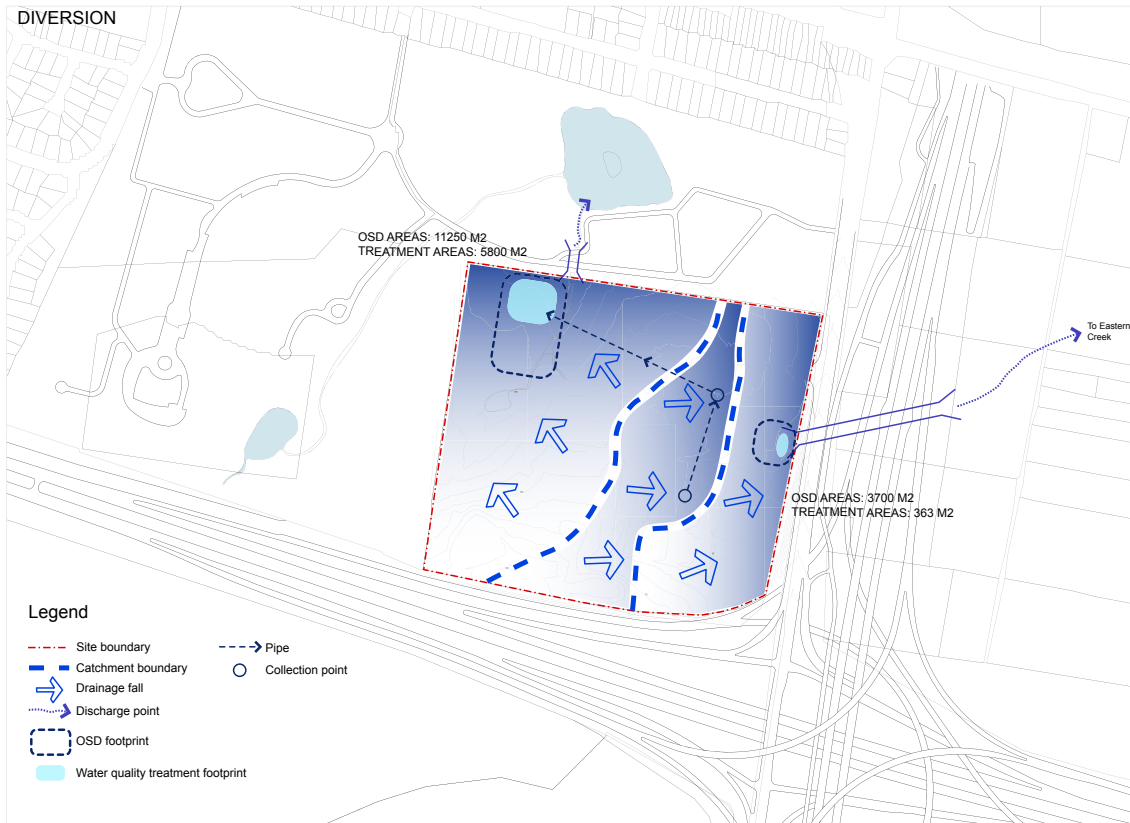 DIVERSION
OSD AREAS: 11250 M2
TREATMENT AREAS: 5800 M2
To Eastern
Creek
OSD AREAS: 3700 M2
TREATMENT AREAS: 363 M2
Legend
Site boundary
Catchment boundary
Drainage fall
Discharge point
OSD footprint
Water quality treatment footprint
Pipe
Collection point